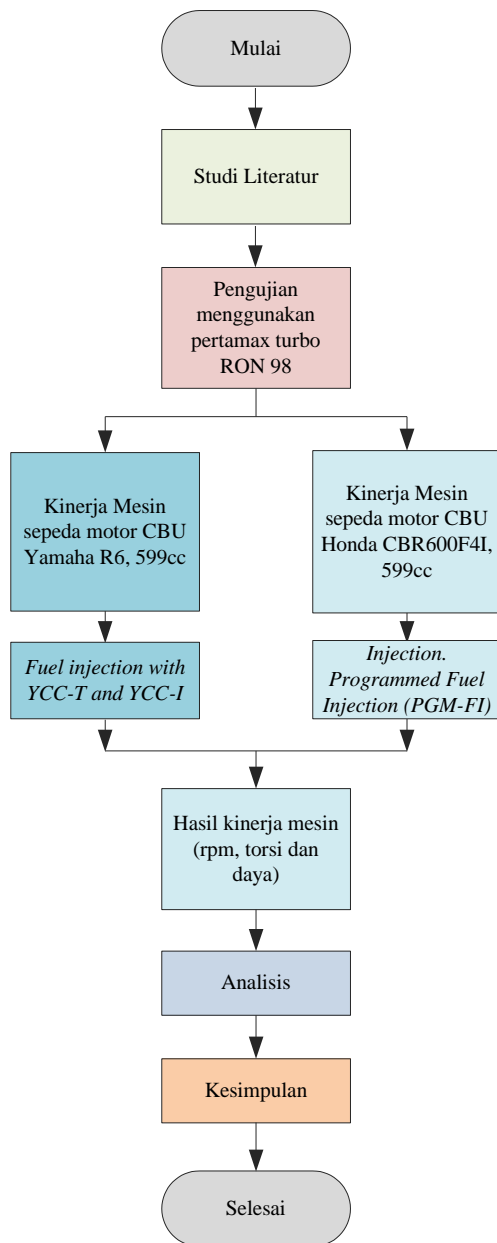 Mulai
Studi Literatur
Pengujian
menggunakan
pertamax turbo
RON 98
Kinerja Mesin
sepeda motor CBU
Yamaha R6, 599cc
Kinerja Mesin
sepeda motor CBU
Honda CBR600F4I,
599cc
Fuel injection with
YCC-T and YCC-I
Injection.
Programmed Fuel
Injection (PGM-FI)
Hasil kinerja mesin
(rpm, torsi dan
daya)
Analisis
Kesimpulan
Selesai